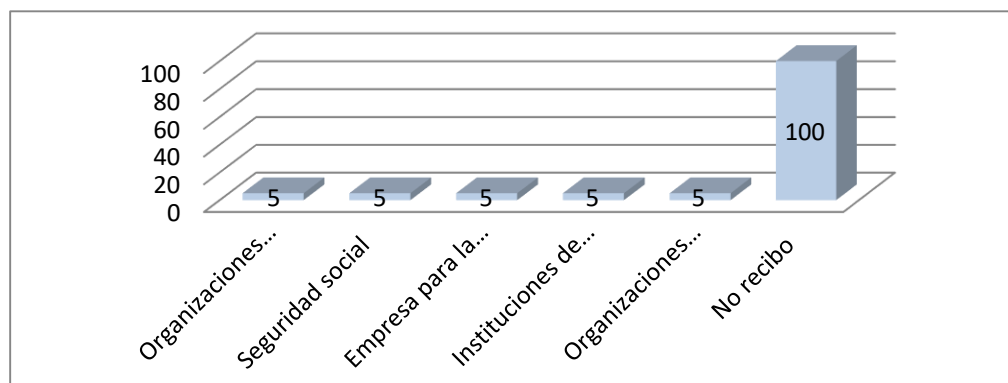 100
80
60
40
20
0
5
5
5
5
5
100
Organizaciones...
Seguridad social
Empresa para la...
Instituciones de...
Organizaciones...
No recibo